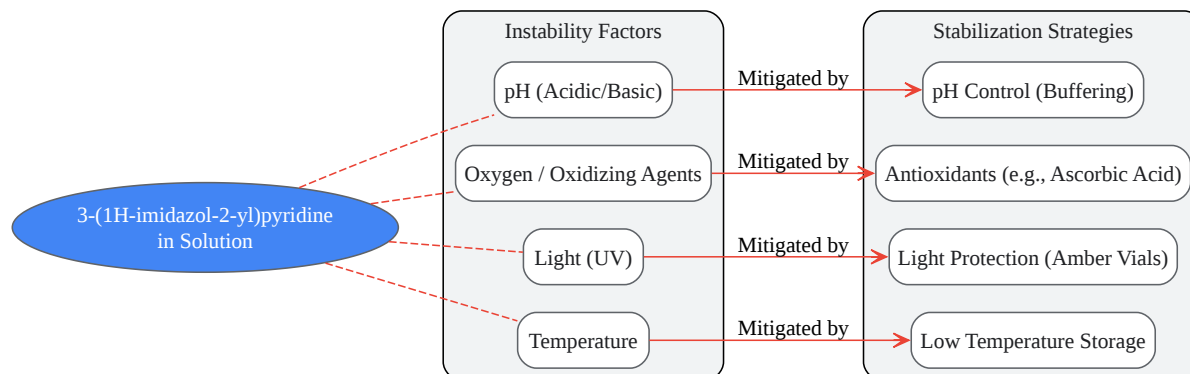 Instability Factors
Stabilization Strategies
pH (Acidic/Basic)
Mitigated by
pH Control (Buffering)
Oxygen / Oxidizing Agents
Mitigated by
Antioxidants (e.g., Ascorbic Acid)
3-(1H-imidazol-2-yl)pyridine
in Solution
Light (UV)
Mitigated by
Light Protection (Amber Vials)
Temperature
Mitigated by
Low Temperature Storage